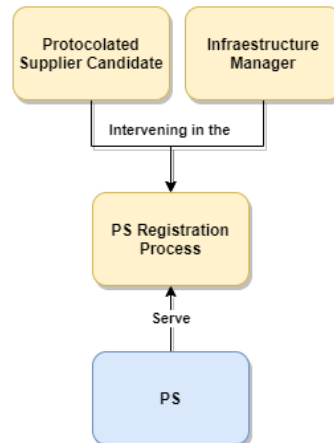 Protocolated
Supplier Candidate
Infraestructure
Manager
Intervening in the
PS Registration
Process
Serve
PS